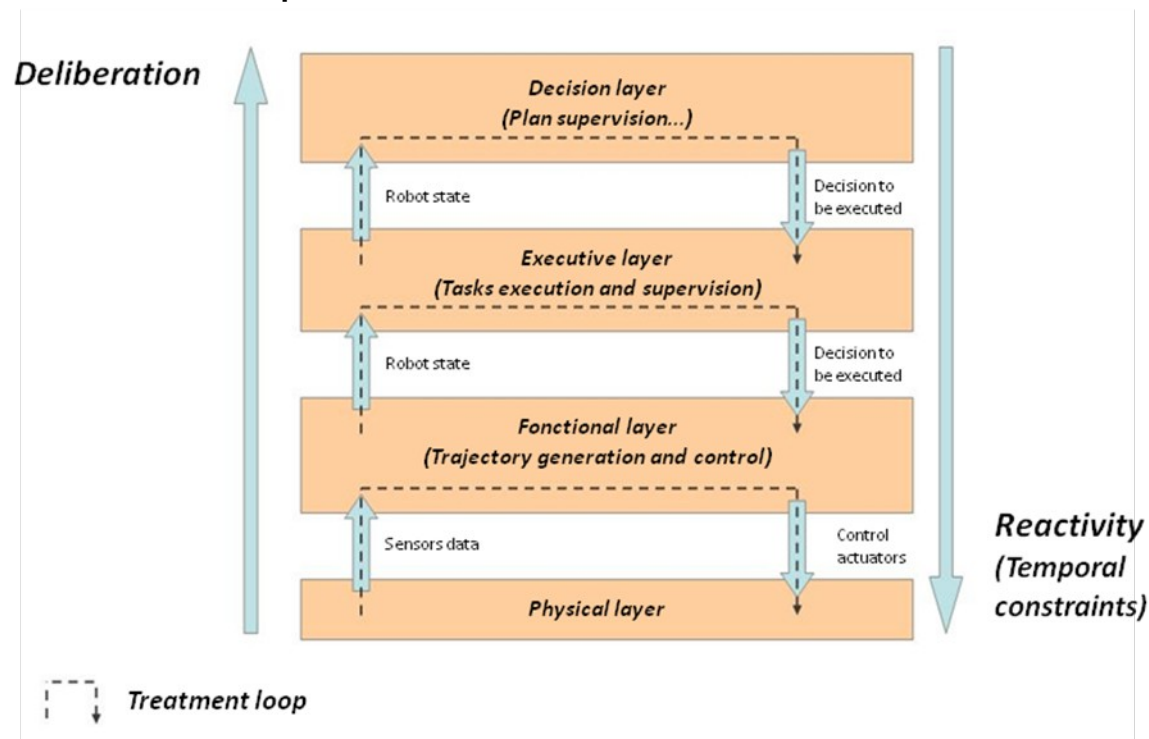 Deliberation
Decision layer
(Plan supervision...)
Robot state
Decision to
be executed
Executive layer
(Tasks execution and supervision)
Robot state
Decision to
be executed
Fonctional layer
(Trajectory generation and control)
Sensors data
Control
actuators
Reactivity
(Temporal
constraints)
Physical layer
Treatment loop